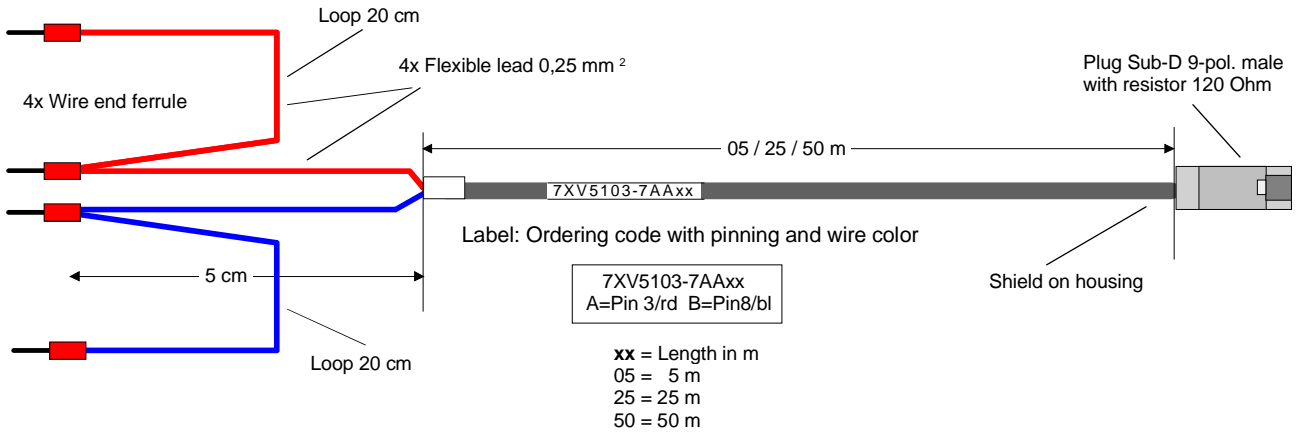 Loop 20 cm
4x Flexible lead 0,25 mm ²
Plug Sub-D 9-pol. male
with resistor 120 Ohm
4x Wire end ferrule
05 / 25 / 50 m
7XV5103-7AAxx
Label: Ordering code with pinning and wire color
5 cm
7XV5103-7AAxx
A=Pin 3/rd B=Pin8/bl
Shield on housing
Loop 20 cm
xx = Length in m
05 = 5 m
25 = 25 m
50 = 50 m